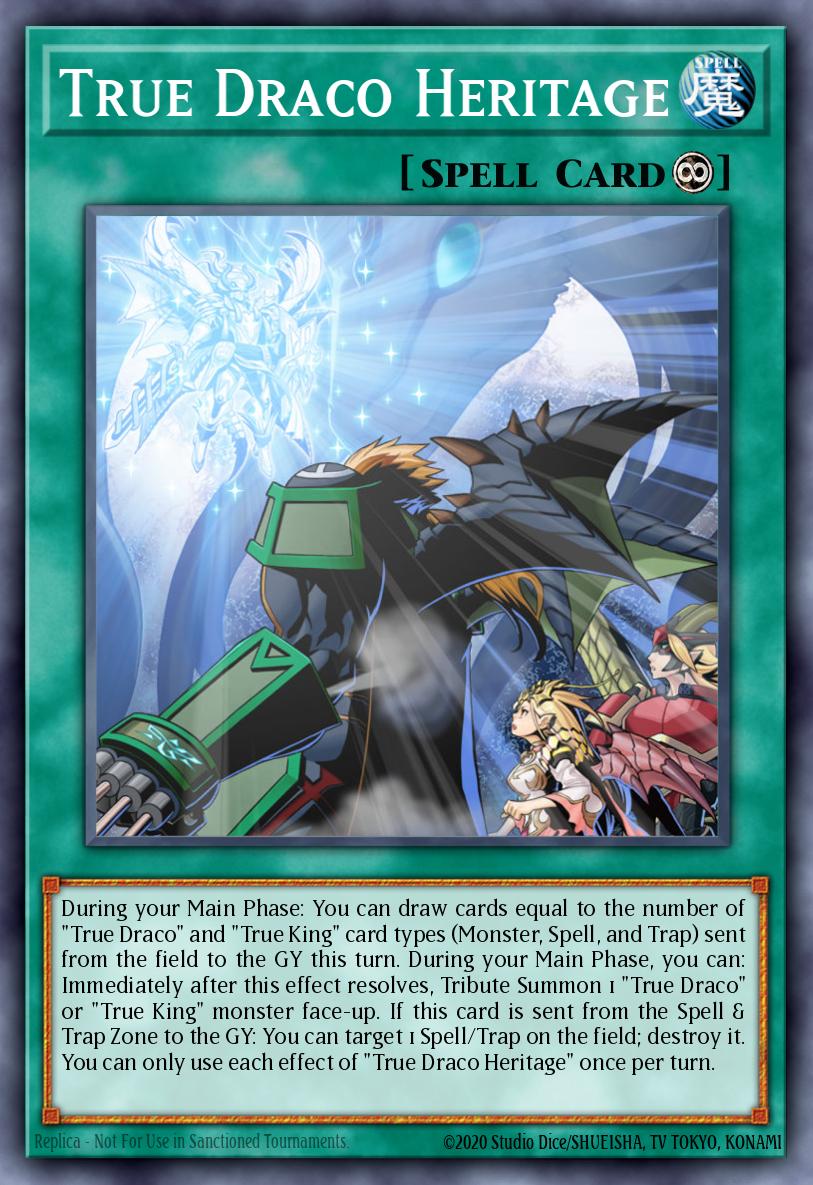 True Draco Heritage
SPELL
魔
[Spell Card]
During your Main Phase: You can draw cards equal to the number of
"True Draco" and "True King" card types (Monster, Spell, and Trap) sent
from the field to the GY this turn. During your Main Phase, you can:
Immediately after this effect resolves, Tribute Summon 1 "True Draco"
or "True King" monster face-up. If this card is sent from the Spell &
Trap Zone to the GY: You can target 1 Spell/Trap on the field; destroy it.
You can only use each effect of "True Draco Heritage" once per turn.
Replica - Not For Use in Sanctioned Tournaments.
©2020 Studio Dice/SHUEISHA, TV TOKYO, KONAMI